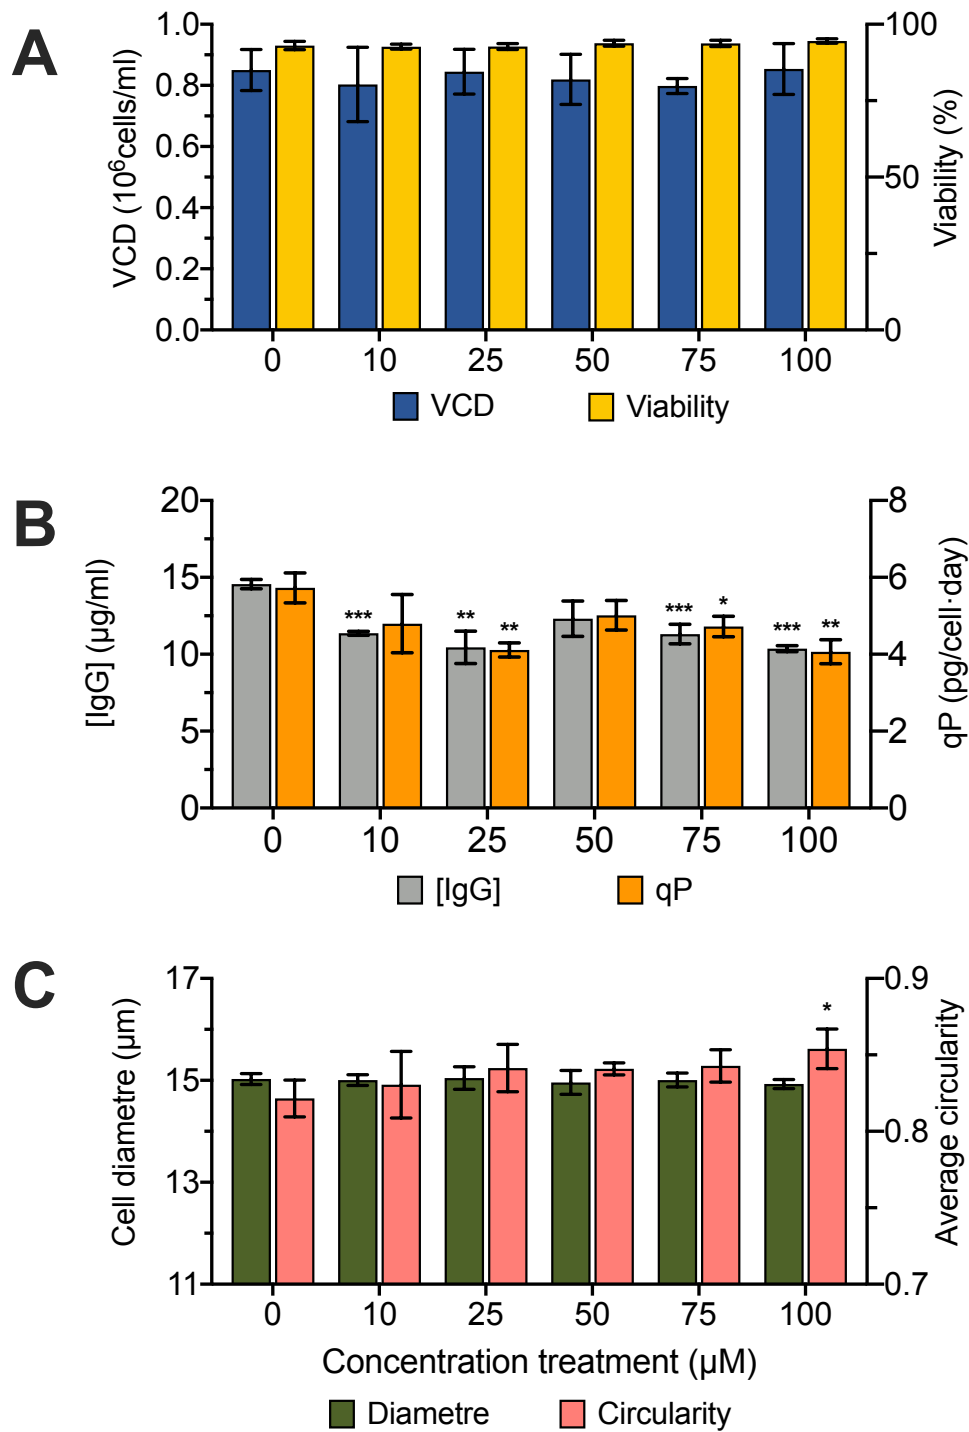 A
VCD (10⁶cells/ml)
1.0
0.8
0.6
0.4
0.2
0.0
100
50
0
Viability (%)
0 10 25 50 75 100
VCD Viability
B
[IgG] (µg/ml)
20
15
10
5
0
*** ** ** *** * *** **
8
6
4
2
0
qP (pg/cell·day)
0 10 25 50 75 100
[IgG] qP
C
Cell diametre (µm)
17
15
13
11
*
0.9
0.8
0.7
Average circularity
0 10 25 50 75 100
Concentration treatment (µM)
Diametre Circularity